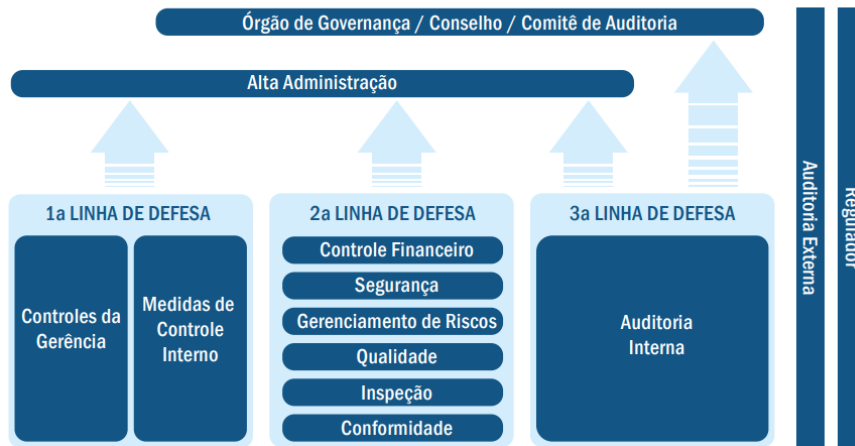 Órgão de Governança / Conselho / Comitê de Auditoria
Alta Administração
1a LINHA DE DEFESA
Controles da
Gerência
Medidas de
Controle
Interno
2a LINHA DE DEFESA
Controle Financeiro
Segurança
Gerenciamento de Riscos
Qualidade
Inspeção
Conformidade
3a LINHA DE DEFESA
Auditoria
Interna
Auditoria Externa
Regulador